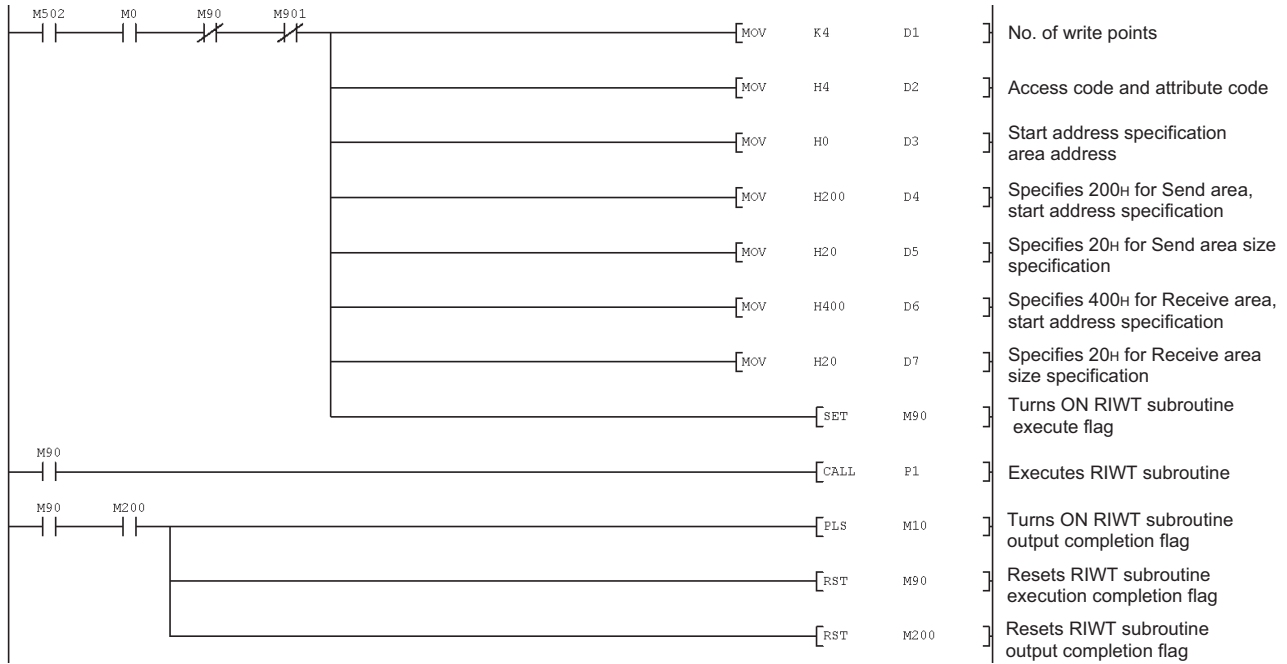 M502 M0 M90 M901
MOV K4 D1 No. of write points
MOV H4 D2 Access code and attribute code
MOV H0 D3 Start address specification
area address
MOV H200 D4 Specifies 200H for Send area,
start address specification
MOV H20 D5 Specifies 20H for Send area size
specification
MOV H400 D6 Specifies 400H for Receive area,
start address specification
MOV H20 D7 Specifies 20H for Receive area
size specification
SET M90 Turns ON RIWT subroutine
execute flag
M90
CALL P1 Executes RIWT subroutine
M90 M200
PLS M10 Turns ON RIWT subroutine
output completion flag
RST M90 Resets RIWT subroutine
execution completion flag
RST M200 Resets RIWT subroutine
output completion flag